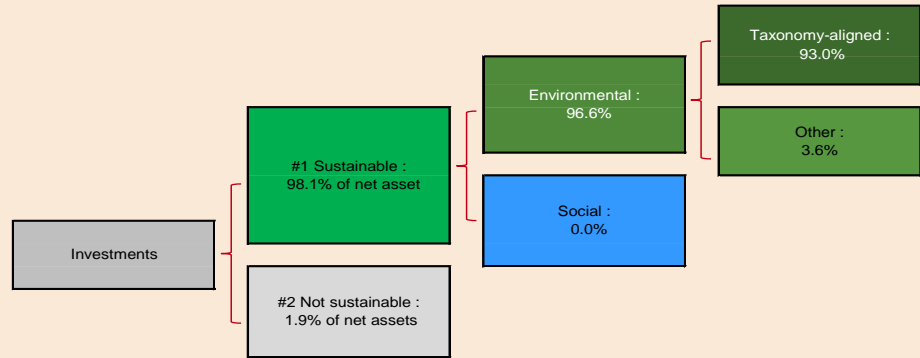 Investments
#1 Sustainable :
98.1% of net asset
#2 Not sustainable :
1.9% of net assets
Environmental :
96.6%
Social :
0.0%
Taxonomy-aligned :
93.0%
Other :
3.6%